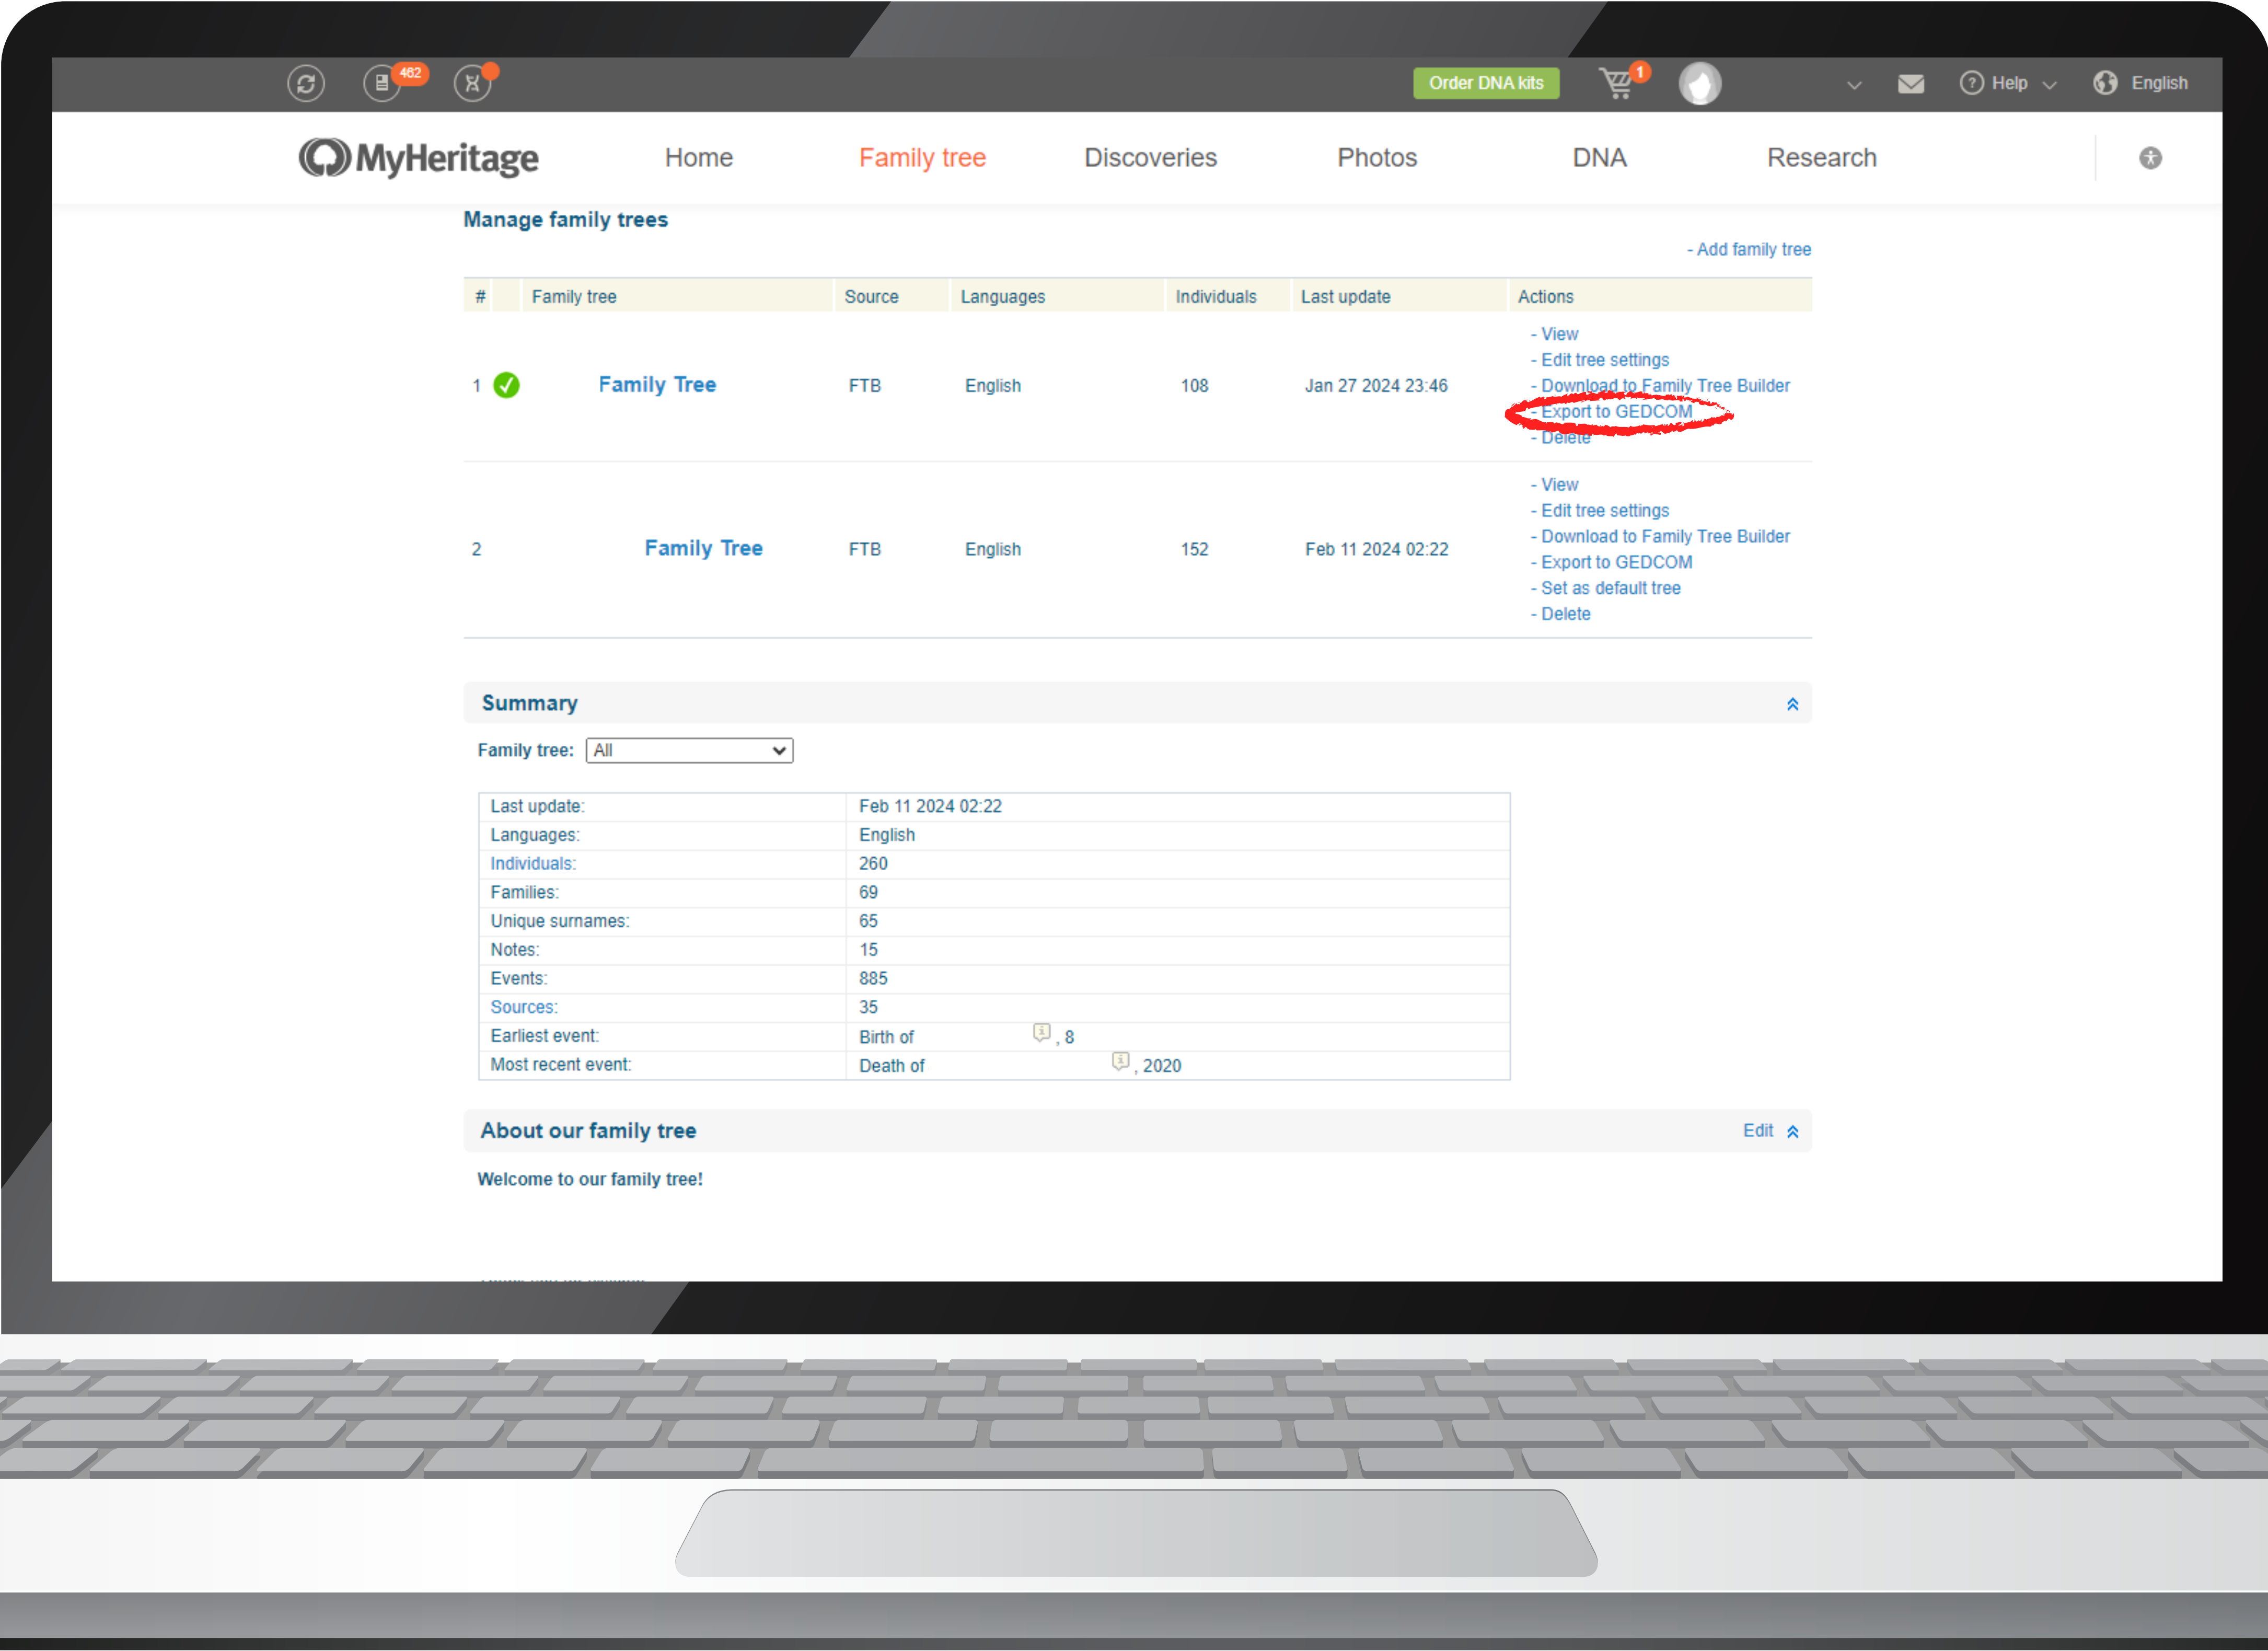 462
Order DNA kits
1
? Help
English
MyHeritage
Home
Family tree
Discoveries
Photos
DNA
Research
Manage family trees
- Add family tree
# Family tree Source Languages Individuals Last update Actions
1 Family Tree FTB English 108 Jan 27 2024 23:46
- View
- Edit tree settings
- Download to Family Tree Builder
- Export to GEDCOM
- Delete
2 Family Tree FTB English 152 Feb 11 2024 02:22
- View
- Edit tree settings
- Download to Family Tree Builder
- Export to GEDCOM
- Set as default tree
- Delete
Summary
Family tree: All
Last update: Feb 11 2024 02:22
Languages: English
Individuals: 260
Families: 69
Unique surnames: 65
Notes: 15
Events: 885
Sources: 35
Earliest event: Birth of , 8
Most recent event: Death of , 2020
About our family tree
Edit
Welcome to our family tree!